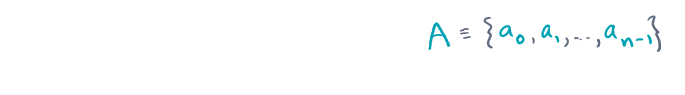 A ≡ {a₀, a₁, ..., aₙ₋₁}